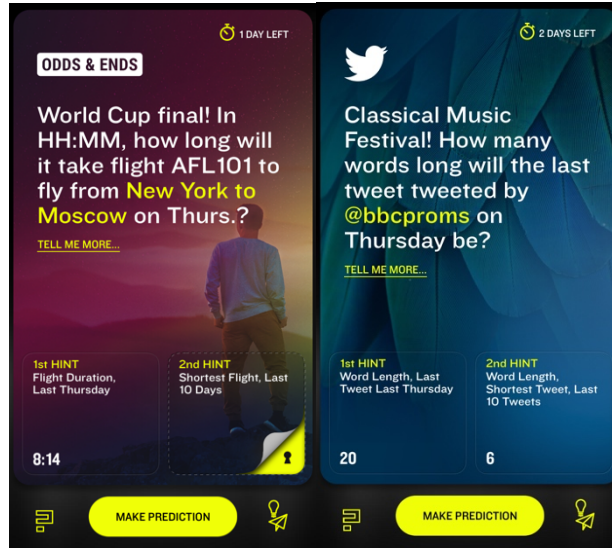 1 DAY LEFT
ODDS & ENDS
World Cup final! In
HH:MM, how long will
it take flight AFL101 to
fly from New York to
Moscow on Thurs.?
TELL ME MORE...
1st HINT
Flight Duration,
Last Thursday
8:14
2nd HINT
Shortest Flight, Last
10 Days
MAKE PREDICTION
2 DAYS LEFT
Classical Music
Festival! How many
words long will the last
tweet tweeted by
@bbcproms on
Thursday be?
TELL ME MORE...
1st HINT
Word Length, Last
Tweet Last Thursday
20
2nd HINT
Word Length,
Shortest Tweet, Last
10 Tweets
6
MAKE PREDICTION